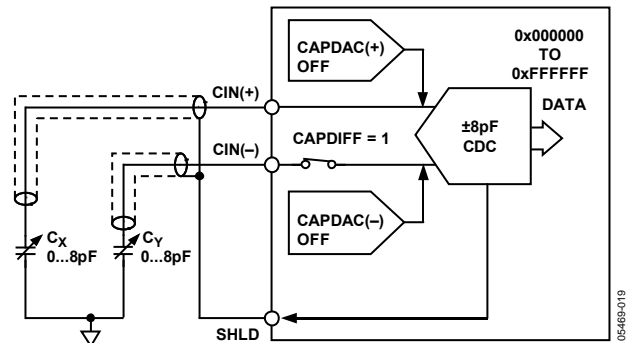 CAPDAC(+)
OFF
0x000000
TO
0xFFFFFF
DATA
CIN(+)
±8pF
CDC
CIN(–)
CAPDIFF = 1
CAPDAC(–)
OFF
CX
0...8pF
CY
0...8pF
SHLD
05469-019